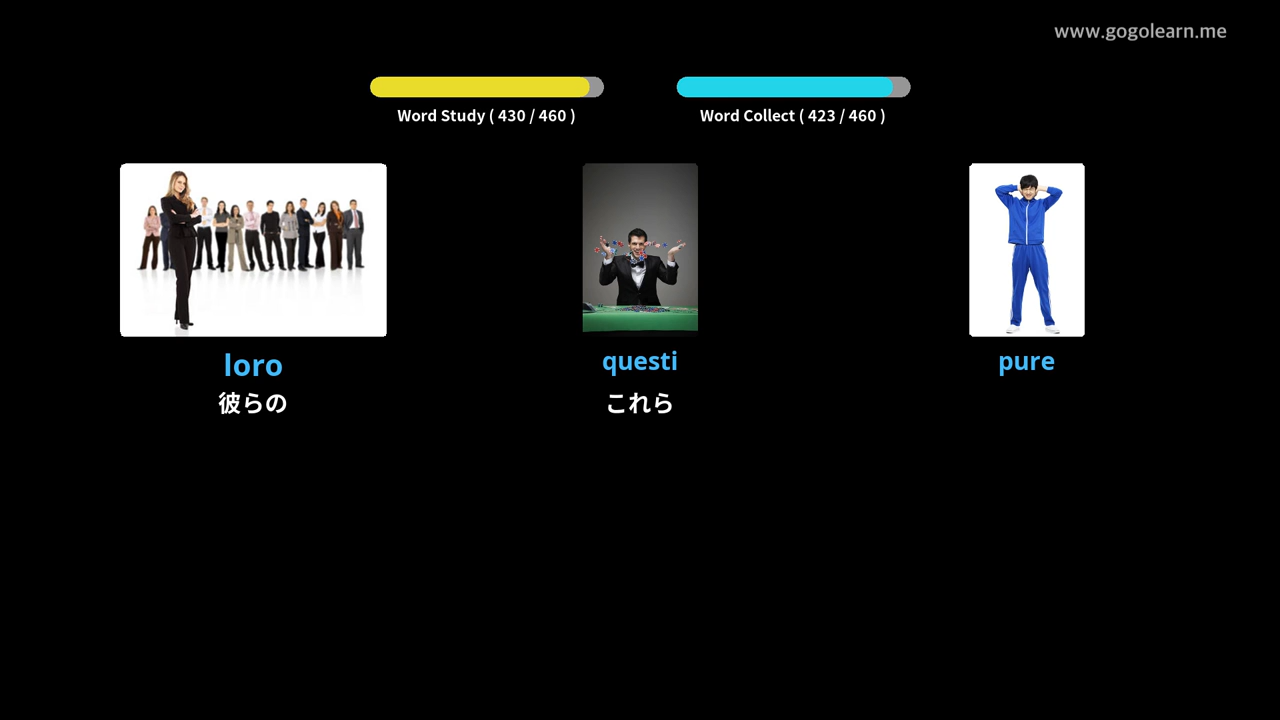 www.gogolearn.me
Word Study ( 430 / 460 )
Word Collect ( 423 / 460 )
loro
彼らの
questi
これら
pure